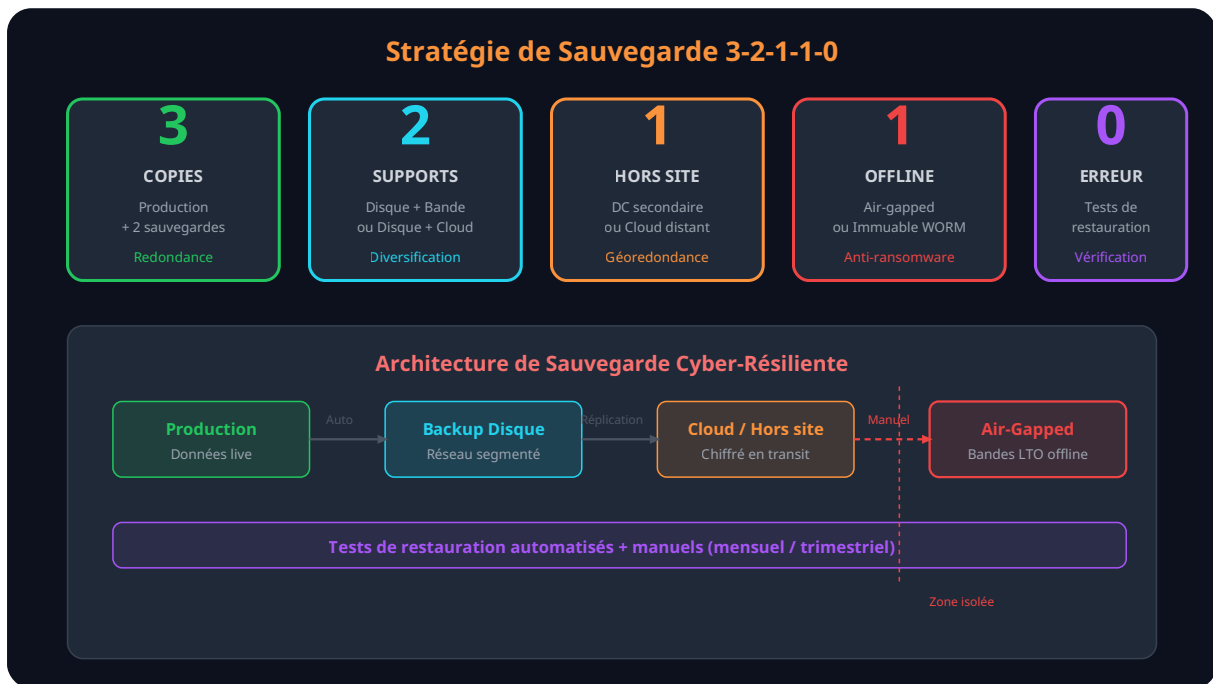 Stratégie de Sauvegarde 3-2-1-1-0
3
COPIES
Production
+ 2 sauvegardes
Redondance
2
SUPPORTS
Disque + Bande
ou Disque + Cloud
Diversification
1
HORS SITE
DC secondaire
ou Cloud distant
Géoredondance
1
OFFLINE
Air-gapped
ou Immuable WORM
Anti-ransomware
0
ERREUR
Tests de
restauration
Vérification
Architecture de Sauvegarde Cyber-Résiliente
Production
Données live
Auto
Backup Disque
Réseau segmenté
Réplication
Cloud / Hors site
Chiffré en transit
Manuel
Air-Gapped
Bandes LTO offline
Tests de restauration automatisés + manuels (mensuel / trimestriel)
Zone isolée